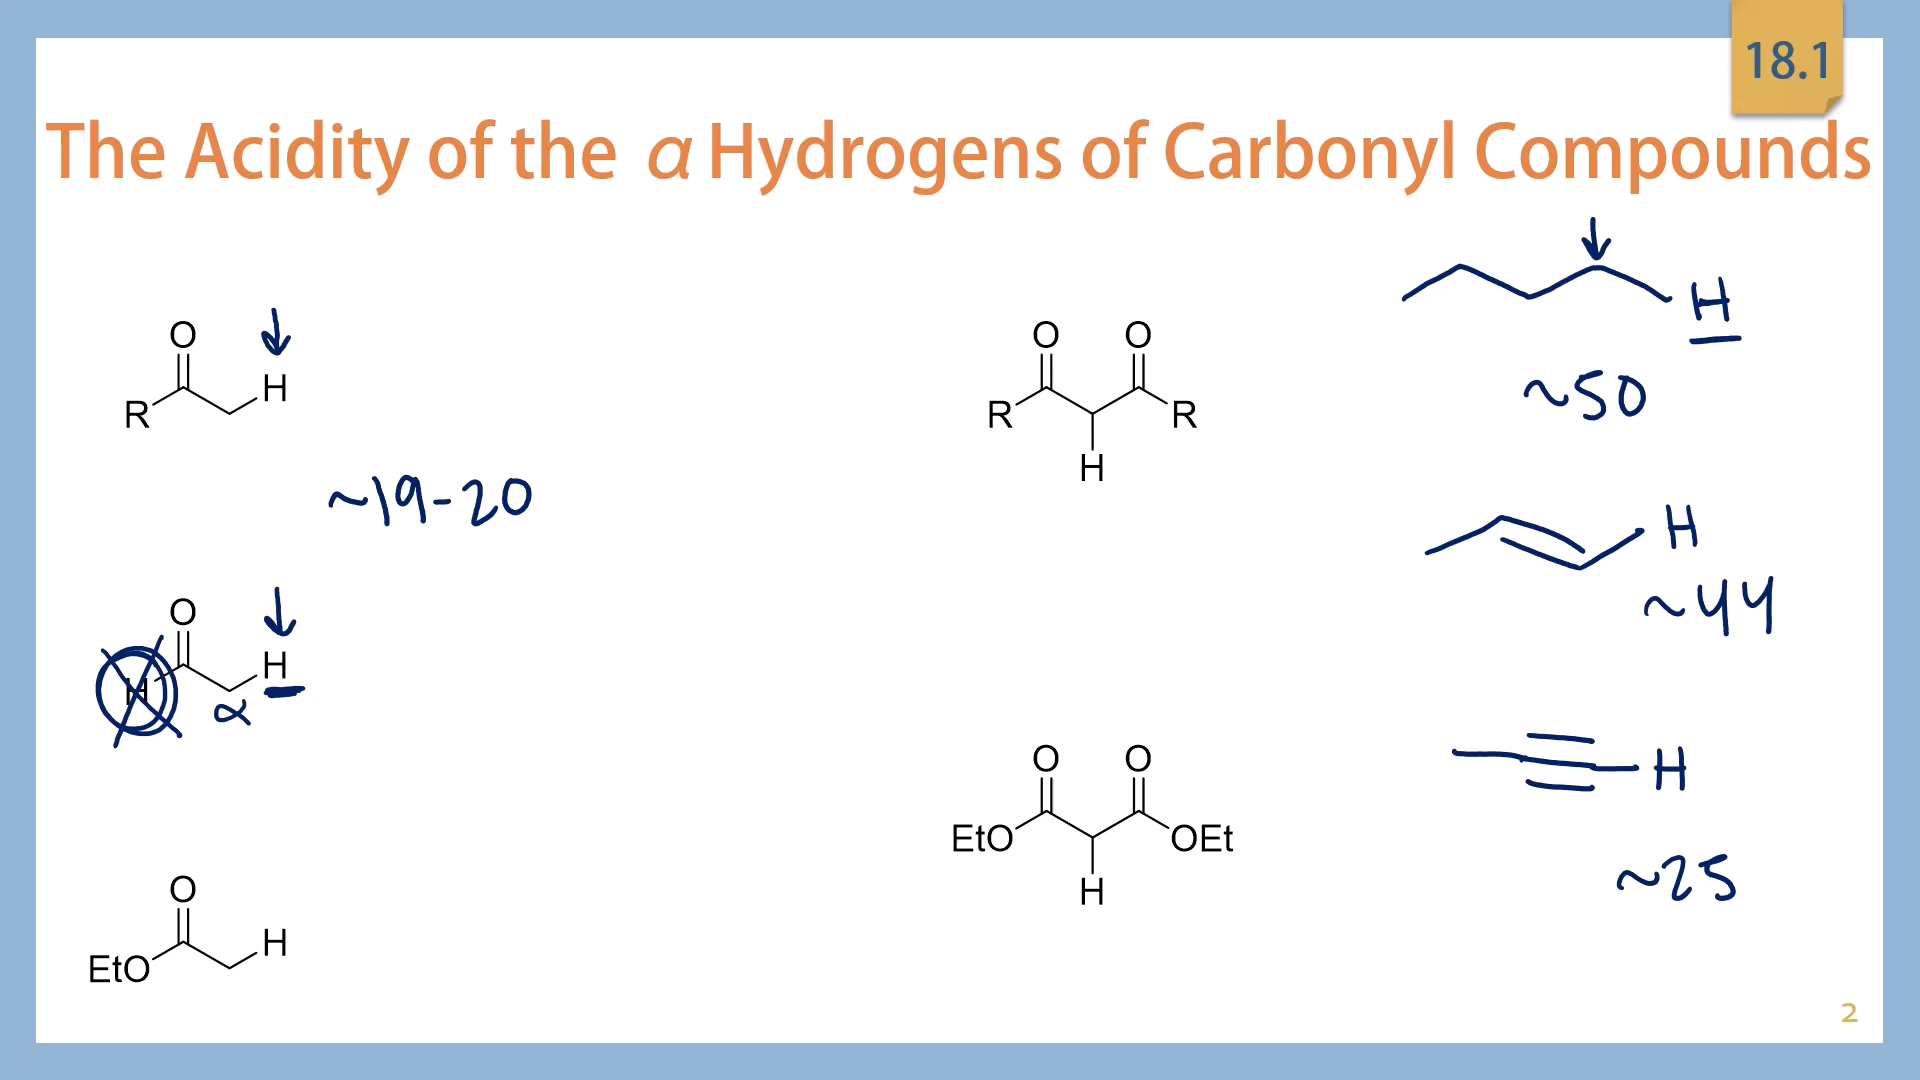 18.1
The Acidity of the α Hydrogens of Carbonyl Compounds
O
H
R
~19-20
O
H
H
α
O
EtO
H
O O
R R
H
O O
EtO OEt
H
H
~50
H
~44
H
~25
2